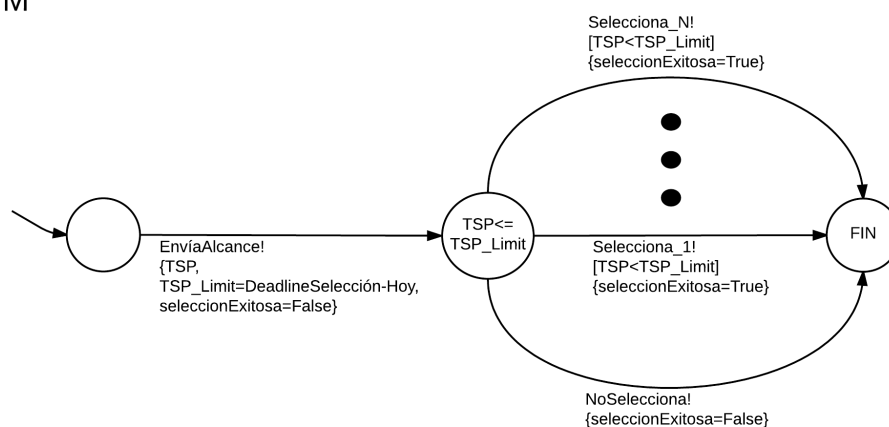 M
Selecciona_N!
[TSP<TSP_Limit]
{seleccionExitosa=True}
TSP<=
TSP_Limit
FIN
EnvíaAlcance!
{TSP,
TSP_Limit=DeadlineSelección-Hoy,
seleccionExitosa=False}
Selecciona_1!
[TSP<TSP_Limit]
{seleccionExitosa=True}
NoSelecciona!
{seleccionExitosa=False}